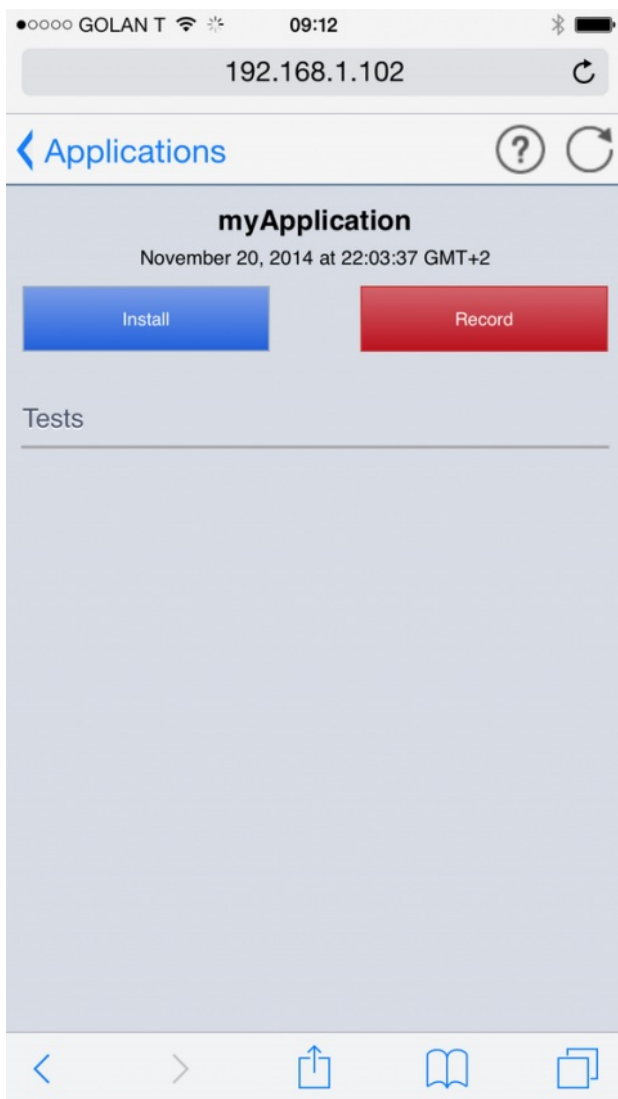 GOLAN T 09:12
192.168.1.102
Applications ?
myApplication
November 20, 2014 at 22:03:37 GMT+2
Install Record
Tests